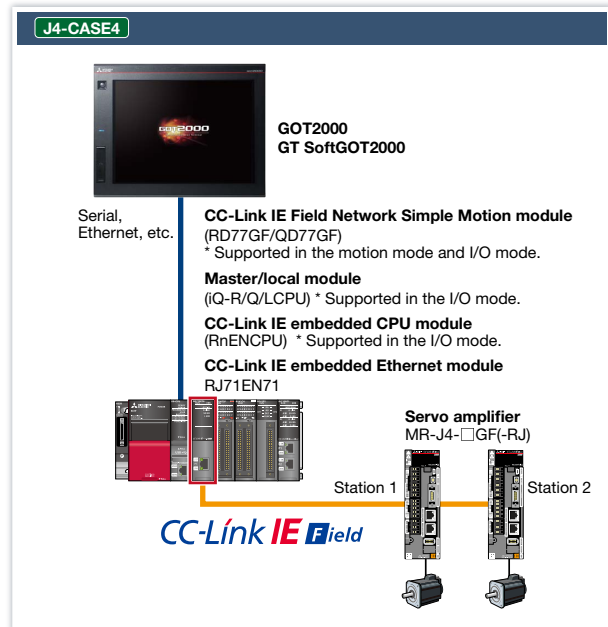 J4-CASE4
GOT2000
GOT2000
GT SoftGOT2000
Serial,
Ethernet, etc.
CC-Link IE Field Network Simple Motion module
(RD77GF/QD77GF)
* Supported in the motion mode and I/O mode.
Master/local module
(iQ-R/Q/LCPU) * Supported in the I/O mode.
CC-Link IE embedded CPU module
(RnENCPU) * Supported in the I/O mode.
CC-Link IE embedded Ethernet module
RJ71EN71
Servo amplifier
MR-J4-□GF(-RJ)
Station 1
Station 2
CC-Link IE Field